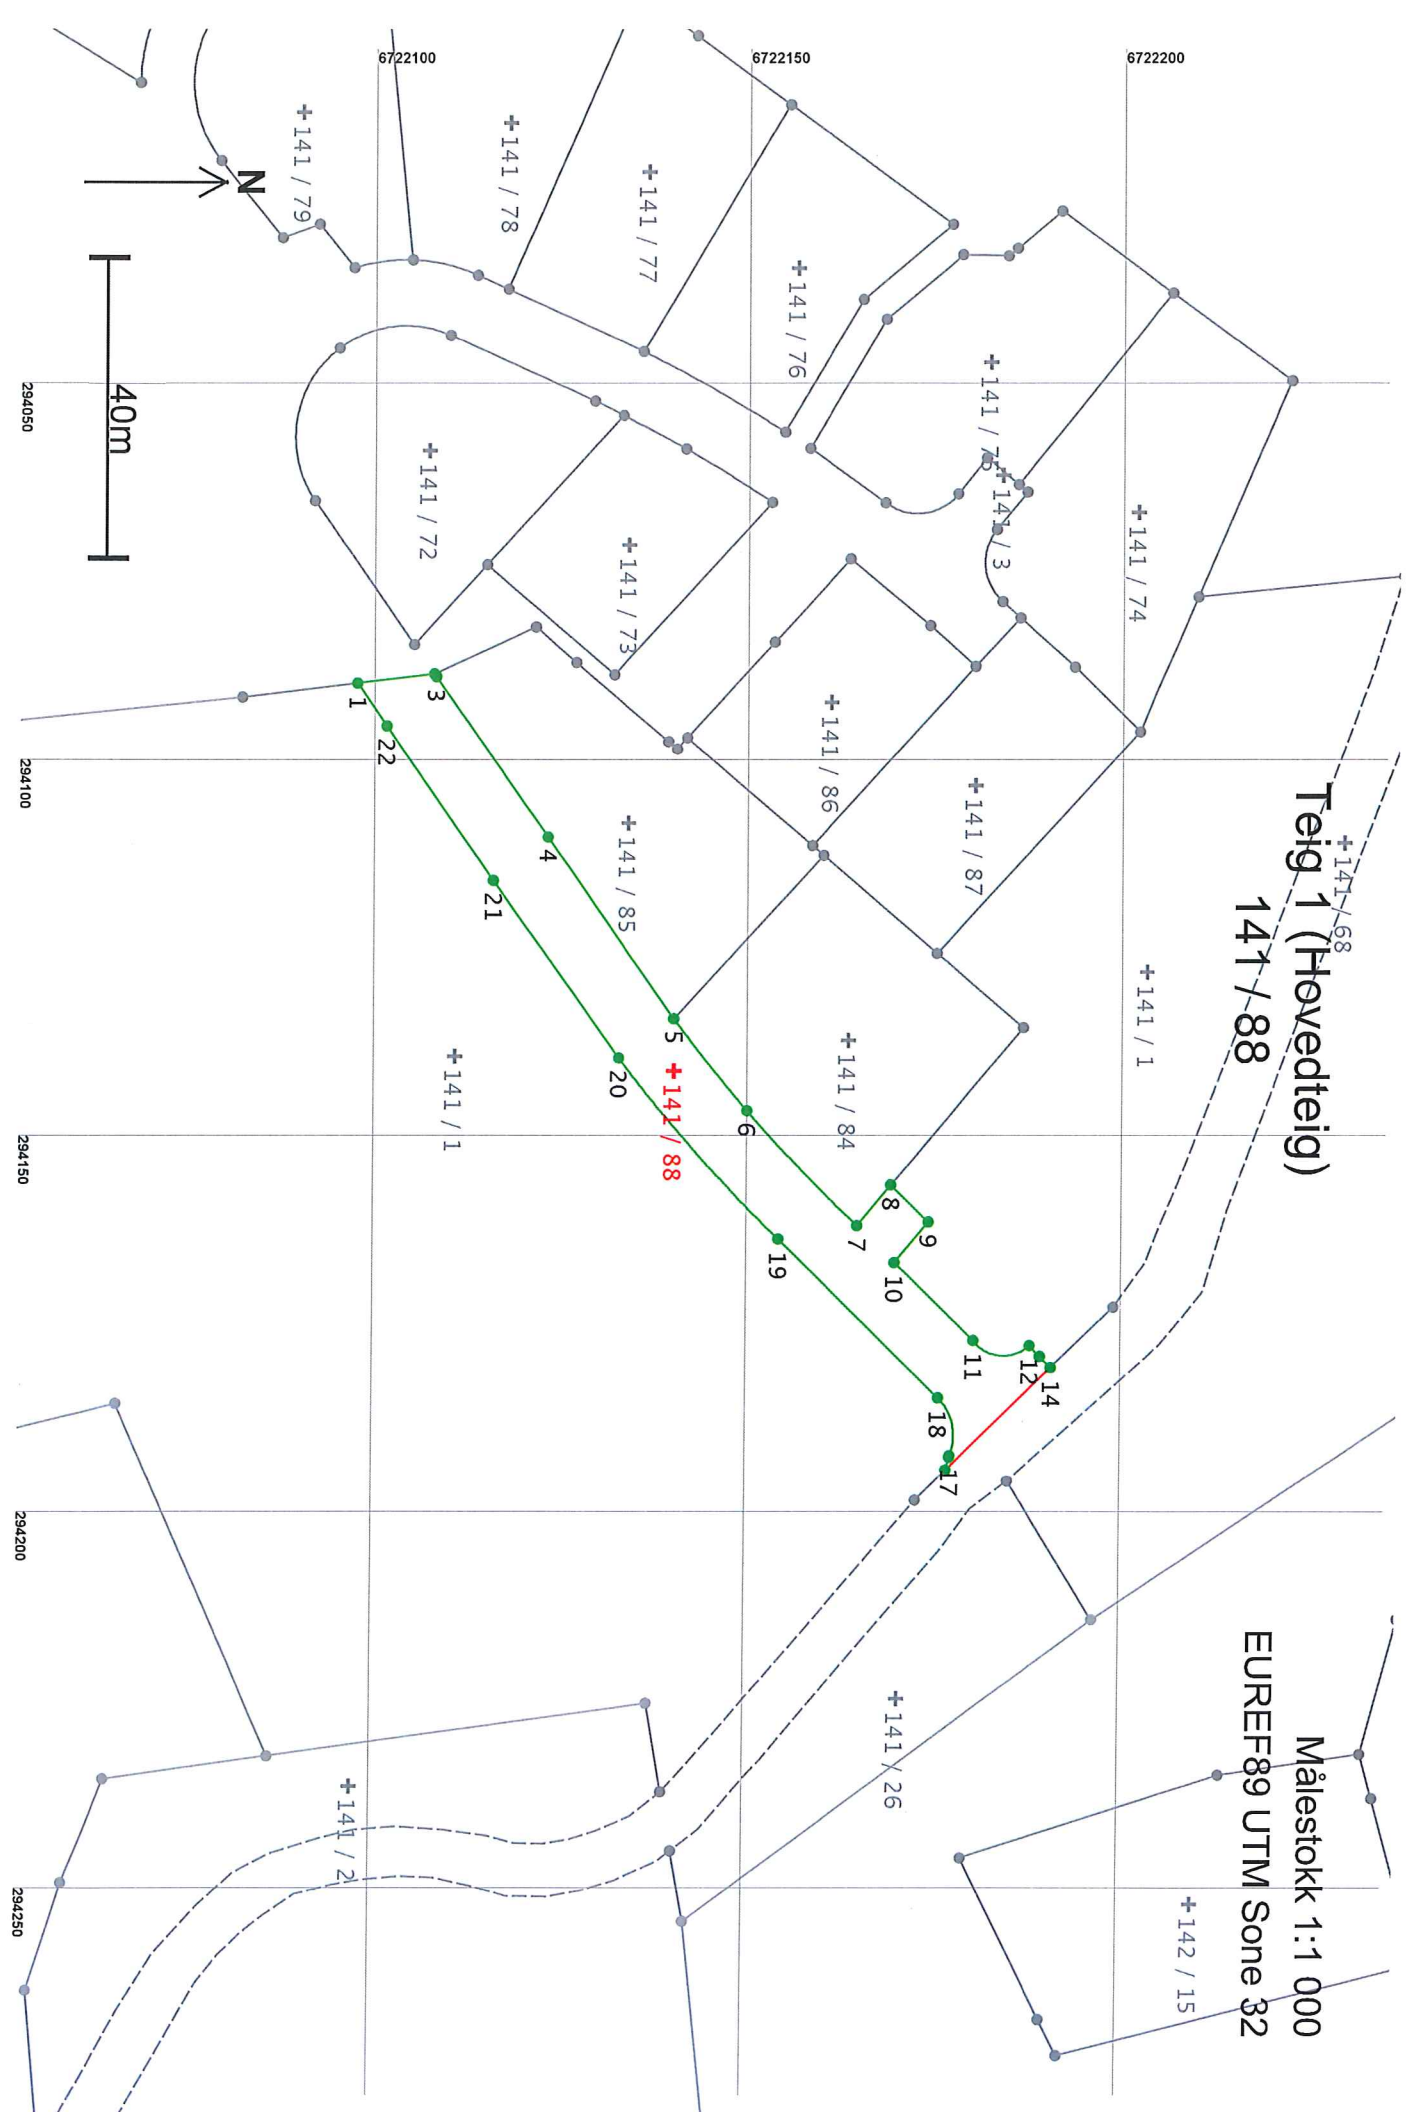 Teig 1 (Hovedteig)
141 / 88
Målestokk 1:1 000
EUREF89 UTM Sone 32
6722200
6722150
6722100
294050
294100
294150
294200
294250
N
40m
141 / 68
141 / 74
141 / 1
142 / 15
141 / 75
141 / 3
141 / 87
141 / 26
141 / 76
141 / 86
141 / 84
141 / 77
141 / 73
141 / 85
141 / 88
141 / 78
141 / 72
141 / 1
141 / 79
141 / 2
1
3
4
5
6
7
8
9
10
11
12
14
17
18
19
20
21
22